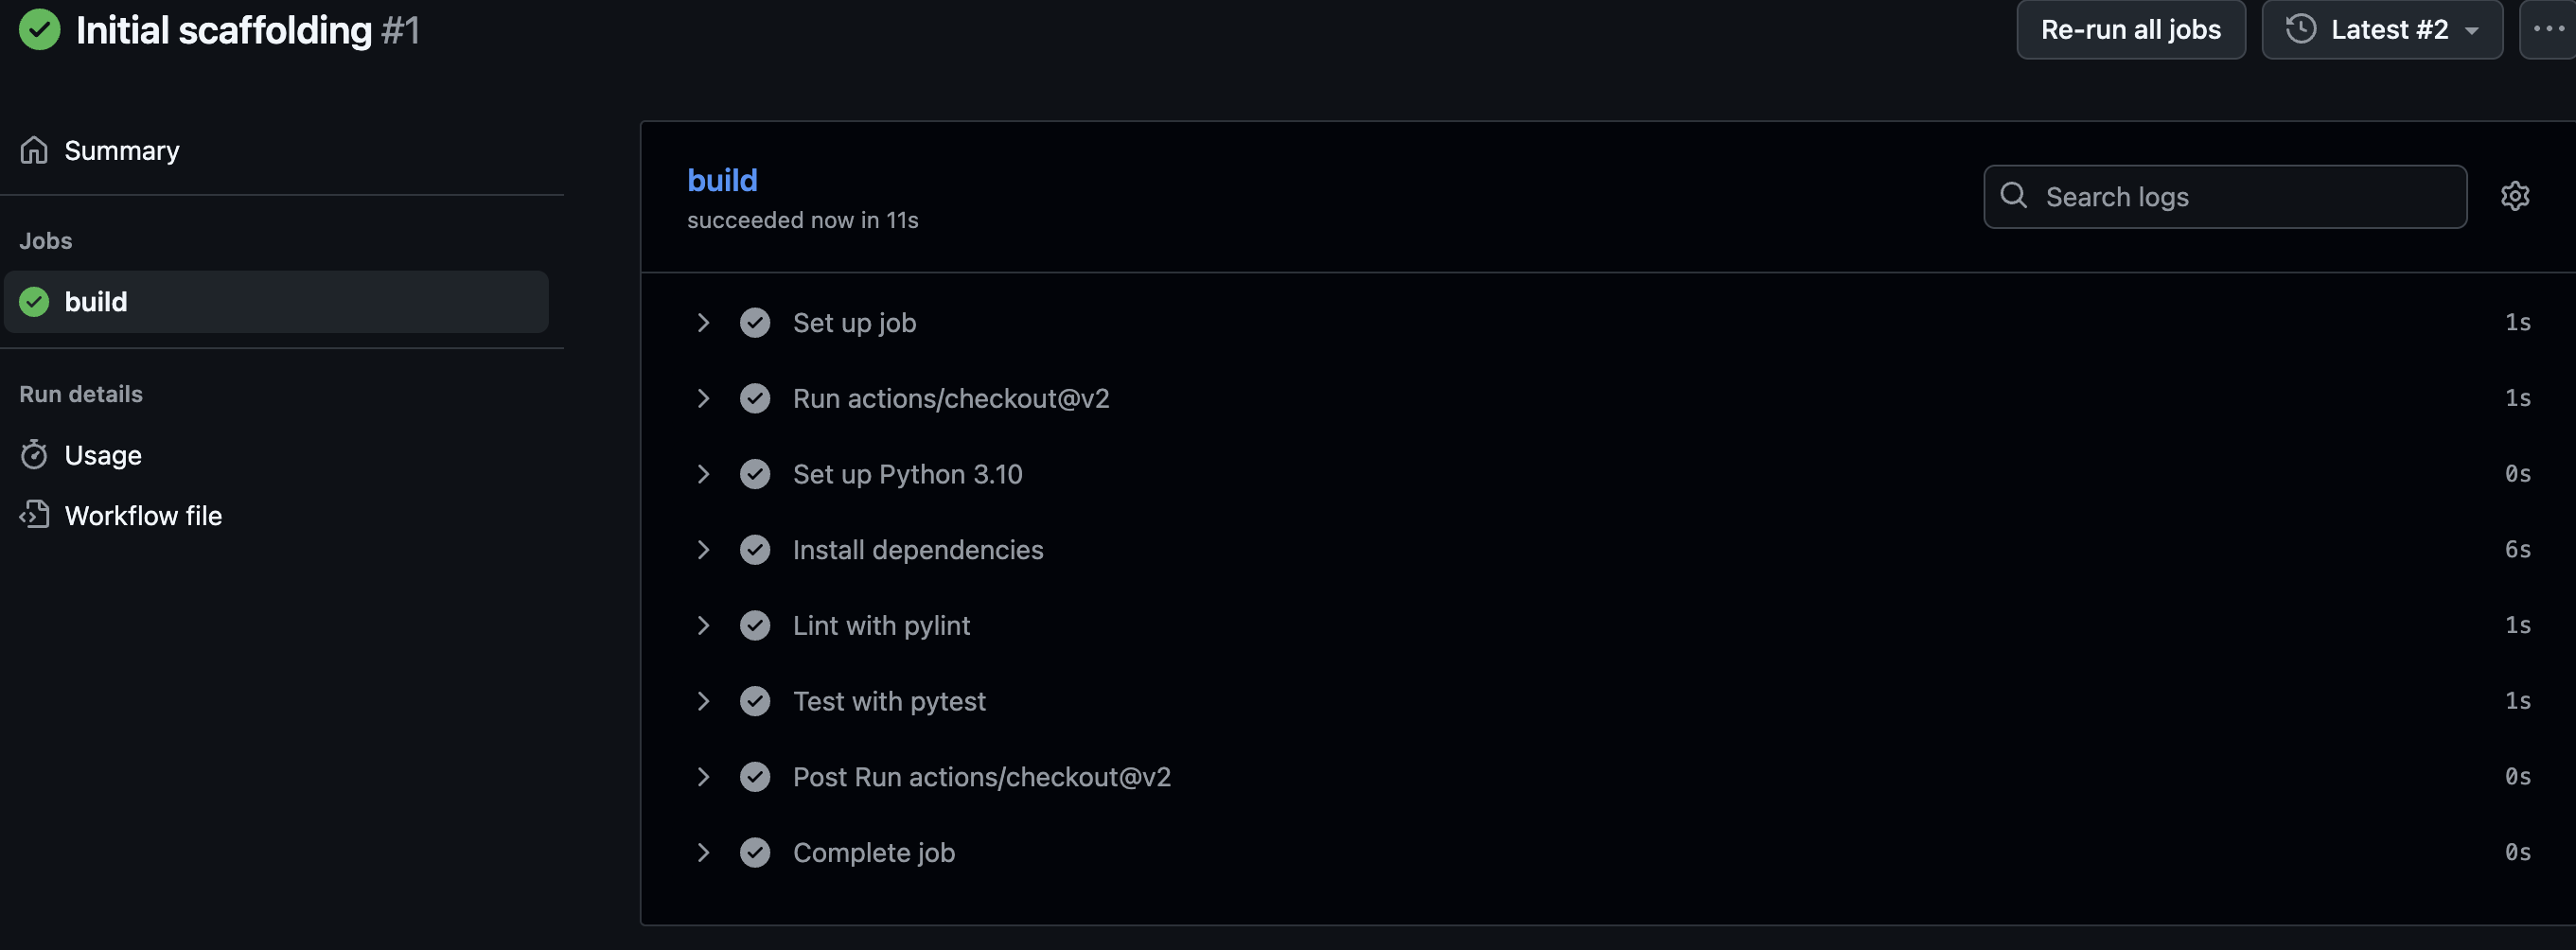 Initial scaffolding #1
Re-run all jobs
Latest #2
Summary
Jobs
build
Run details
Usage
Workflow file
build
succeeded now in 11s
Search logs
Set up job 1s
Run actions/checkout@v2 1s
Set up Python 3.10 0s
Install dependencies 6s
Lint with pylint 1s
Test with pytest 1s
Post Run actions/checkout@v2 0s
Complete job 0s